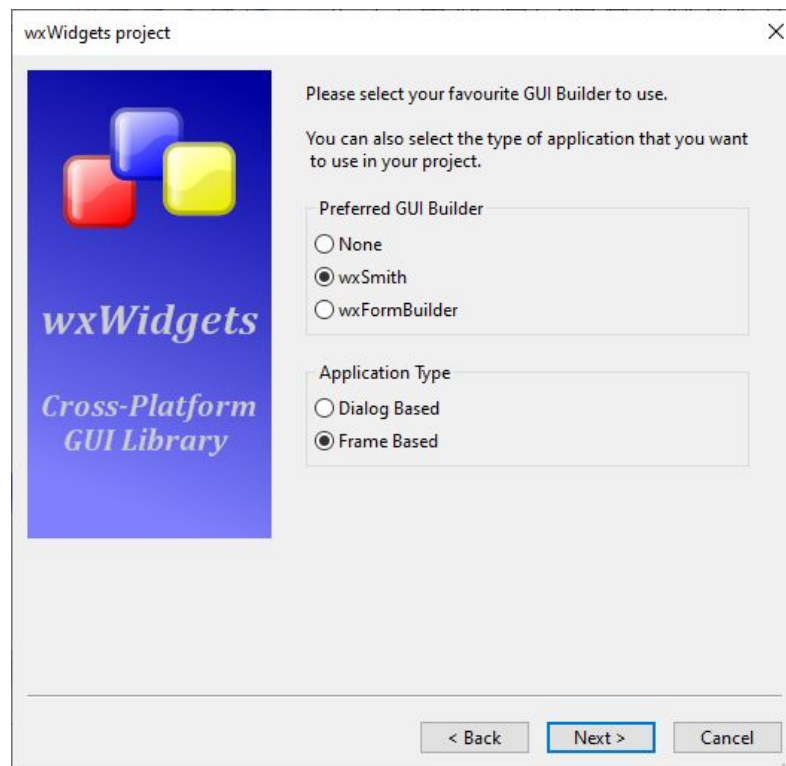 wxWidgets project
wxWidgets
Cross-Platform
GUI Library
Please select your favourite GUI Builder to use.
You can also select the type of application that you want
to use in your project.
Preferred GUI Builder
None
wxSmith
wxFormBuilder
Application Type
Dialog Based
Frame Based
< Back
Next >
Cancel